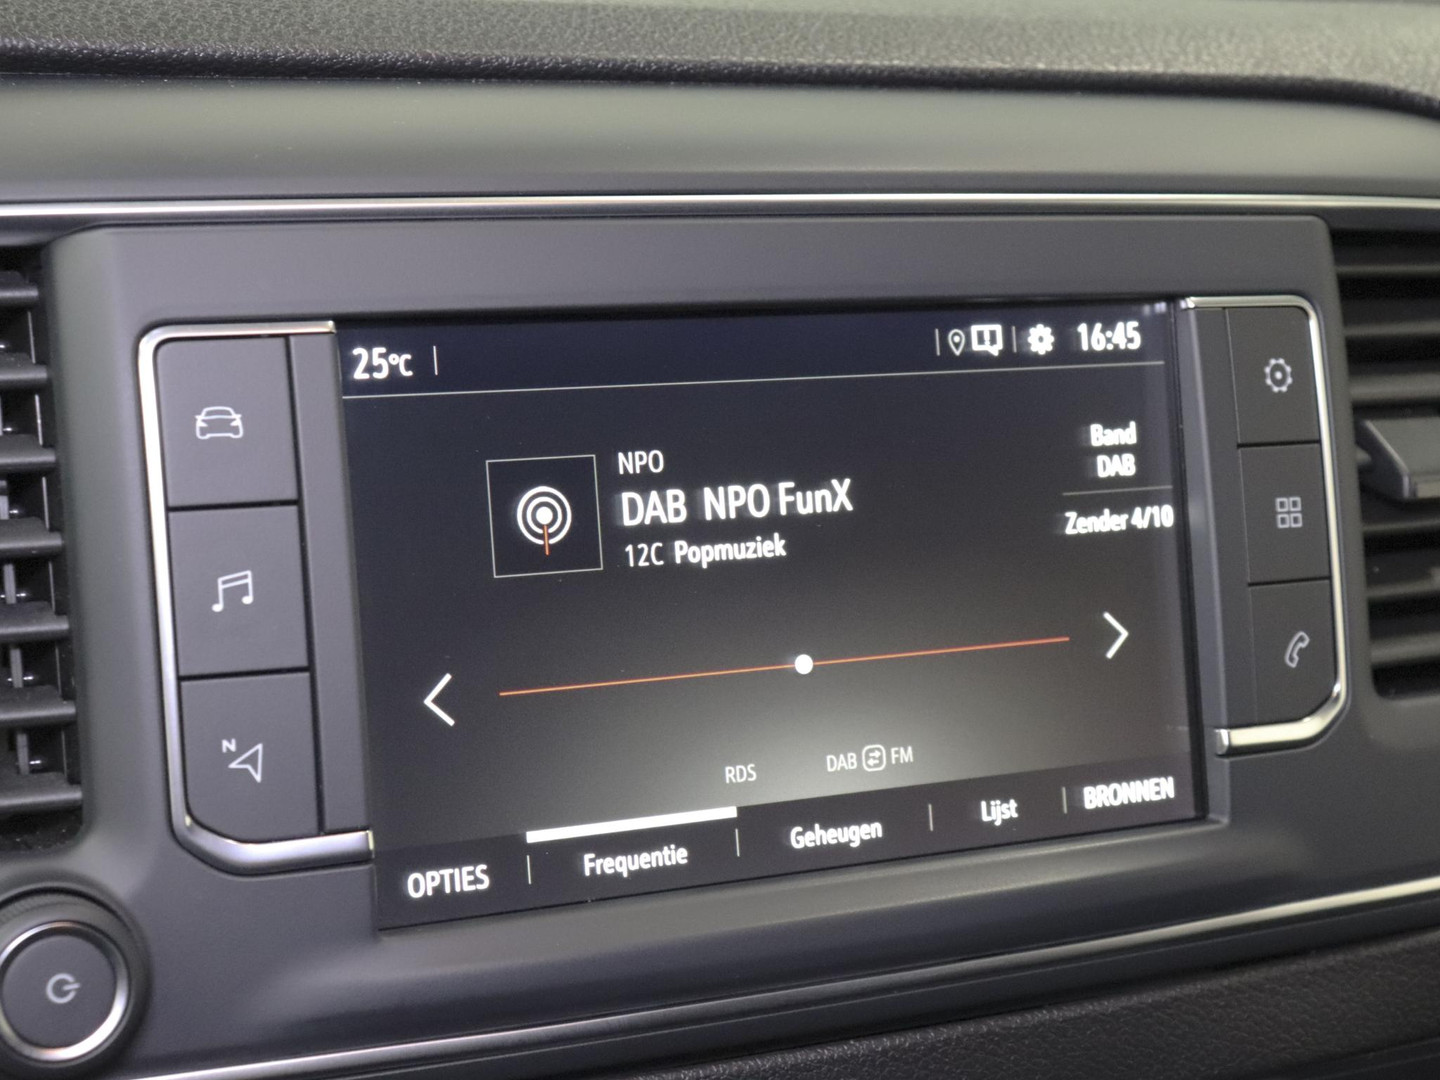 25°C
16:45
NPO
DAB NPO FunX
12C Popmuziek
Band
DAB
Zender 4/10
N
RDS
DAB FM
OPTIES
Frequentie
Geheugen
Lijst
BRONNEN